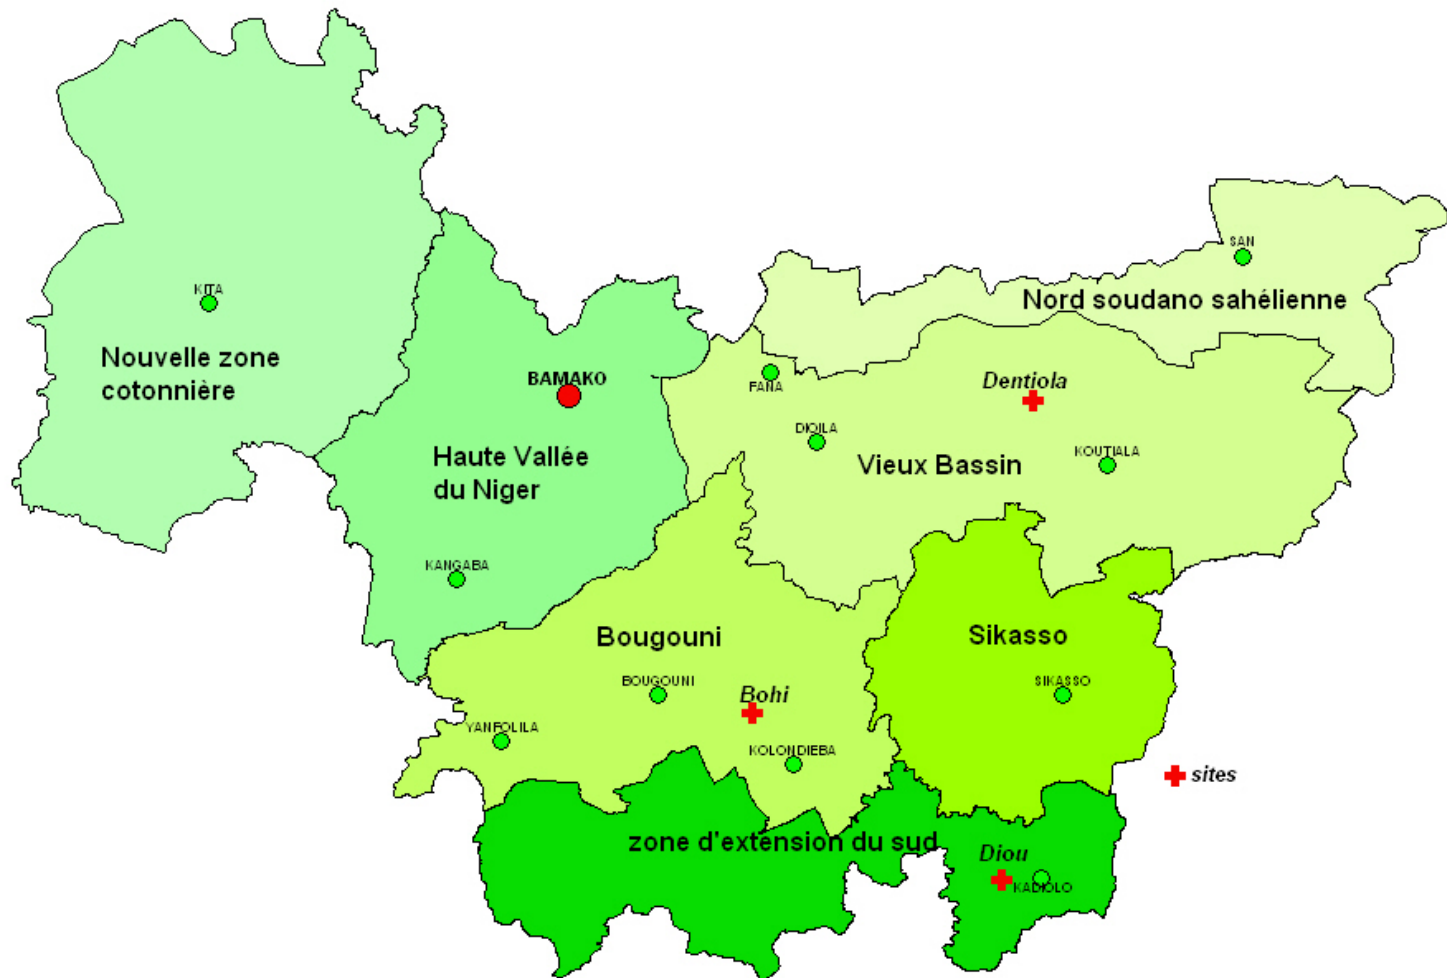 SAN
KITA
Nord soudano sahélienne
Nouvelle zone
cotonnière
BAMAKO
FANA
Dentiola
DIOILA
Haute Vallée
du Niger
Vieux Bassin
KOUTIALA
KANGABA
Bougouni
Sikasso
BOUGOUNI
Bohi
SIKASSO
YANFOLILA
KOLONDIEBA
sites
zone d'extension du sud
Diou
KADIOLO